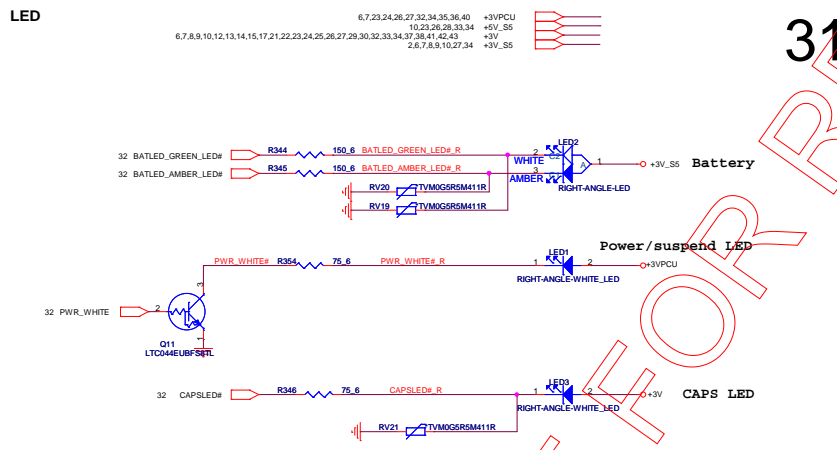 LED
6,7,23,24,26,27,32,34,35,36,40 +3VPCU
10,23,26,28,33,34 +5V_S5
6,7,8,9,10,12,13,14,15,17,21,22,23,24,25,26,27,29,30,32,33,34,37,38,41,42,43 +3V
2,6,7,8,9,10,27,34 +3V_S5
31
LED2
32 BATLED_GREEN_LED# R344 150_6 BATLED_GREEN_LED#_R 2 WHITE C2 A 1 +3V_S5 Battery
32 BATLED_AMBER_LED# R345 150_6 BATLED_AMBER_LED#_R 3 AMBER C1
RIGHT-ANGLE-LED
RV20 TVM0G5R5M411R
RV19 TVM0G5R5M411R
Power/suspend LED
LED1
PWR_WHITE# R354 75_6 PWR_WHITE#_R 1 2 +3VPCU
RIGHT-ANGLE-WHITE_LED
3
32 PWR_WHITE 2
1
Q11
LTC044EUBFS8TL
LED3
32 CAPSLED# R346 75_6 CAPSLED#_R 1 2 +3V CAPS LED
RIGHT-ANGLE-WHITE_LED
RV21 TVM0G5R5M411R
FOR